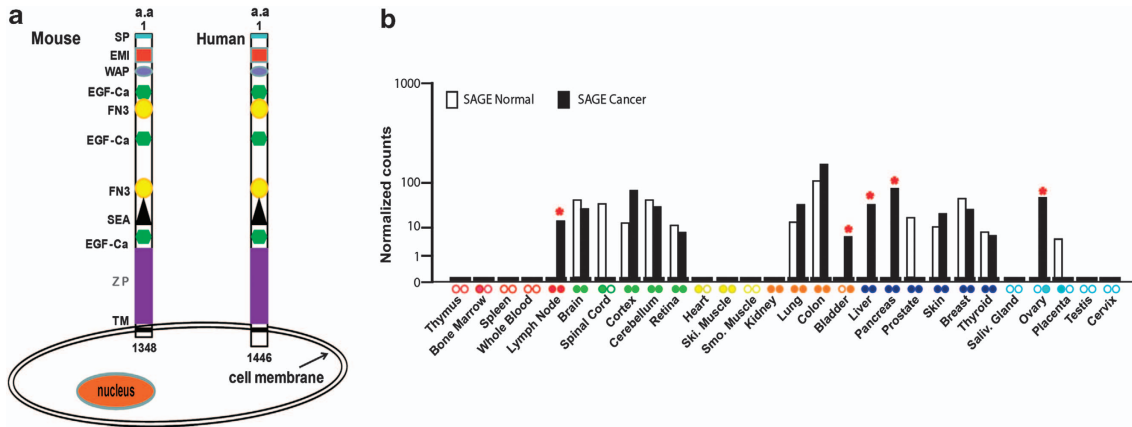 a
Mouse
a.a
1
Human
a.a
1
SP
EMI
WAP
EGF-Ca
FN3
EGF-Ca
FN3
SEA
EGF-Ca
ZP
TM
1348
1446
cell membrane
nucleus
b
Normalized counts
1000
100
10
1
0
SAGE Normal
SAGE Cancer
Thymus
Bone Marrow
Spleen
Whole Blood
Lymph Node
Brain
Spinal Cord
Cortex
Cerebellum
Retina
Heart
Ski. Muscle
Smo. Muscle
Kidney
Lung
Colon
Bladder
Liver
Pancreas
Prostate
Skin
Breast
Thyroid
Saliv. Gland
Ovary
Placenta
Testis
Cervix